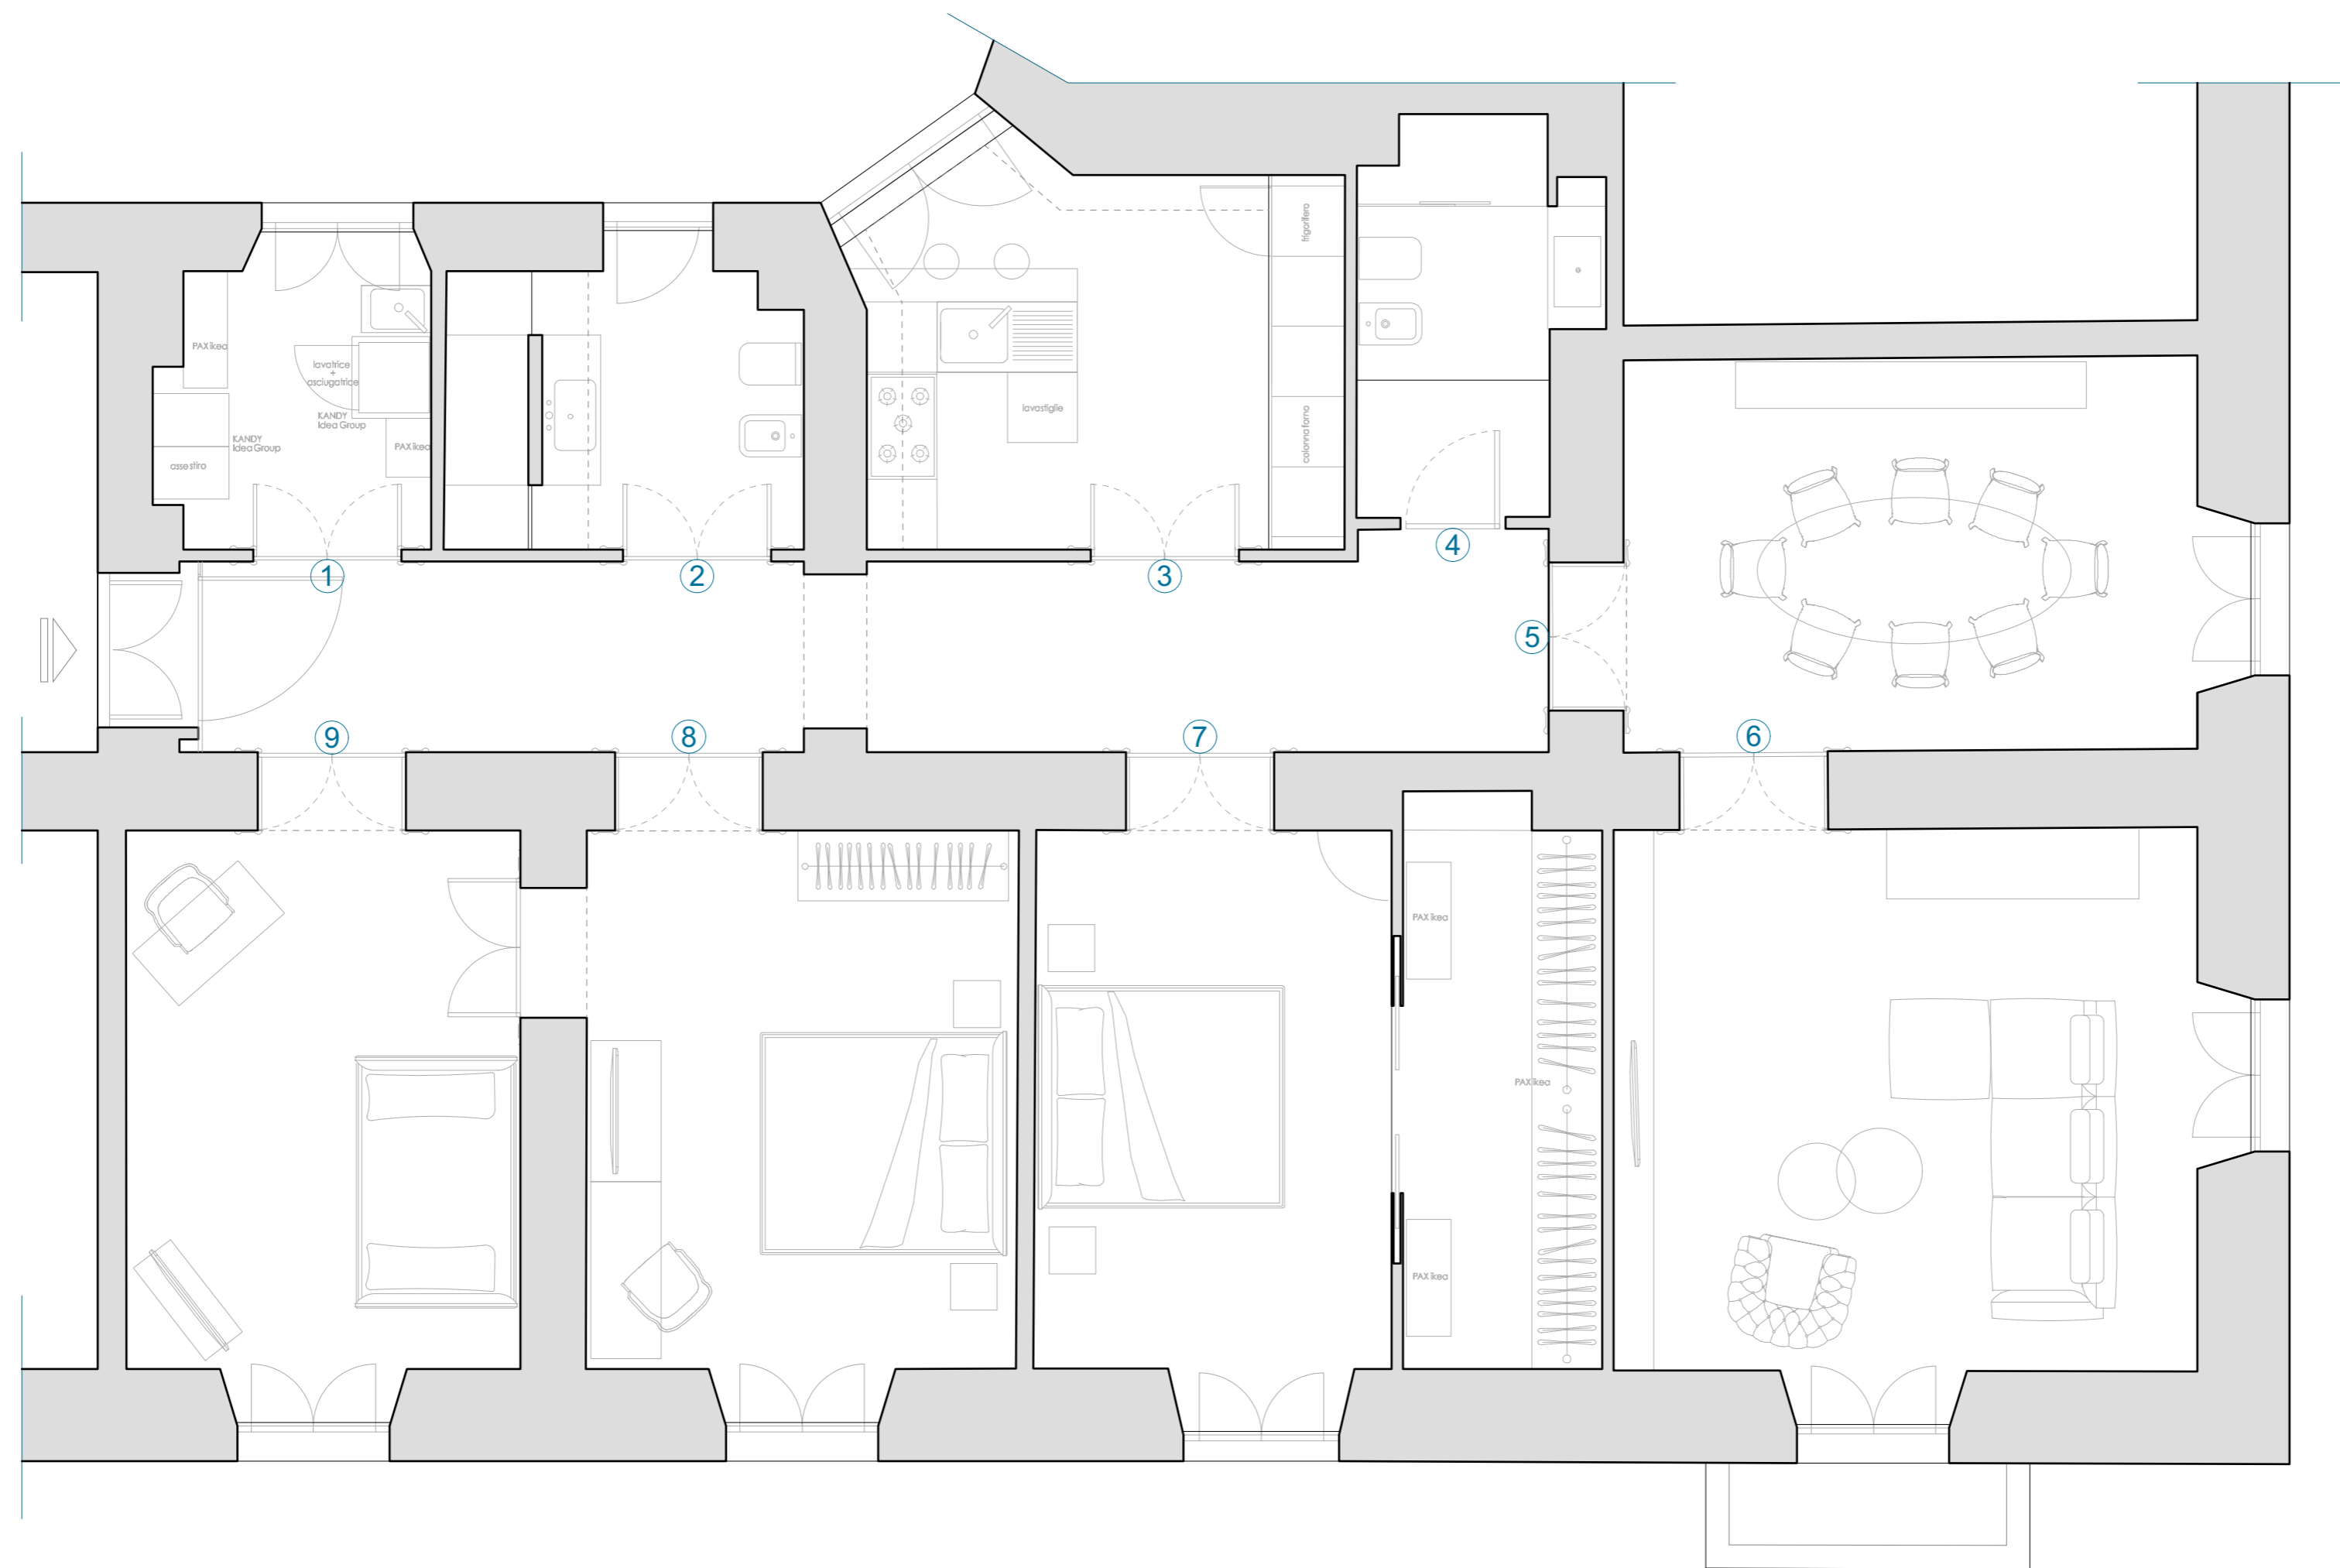 frigorifero
PAX ikea
lavatrice
+
asciugatrice
KANDY
Idea Group
KANDY
Idea Group
PAX ikea
asse stiro
lavastiglie
colonna forno
1
2
3
4
5
6
7
8
9
PAX ikea
PAX ikea
PAX ikea